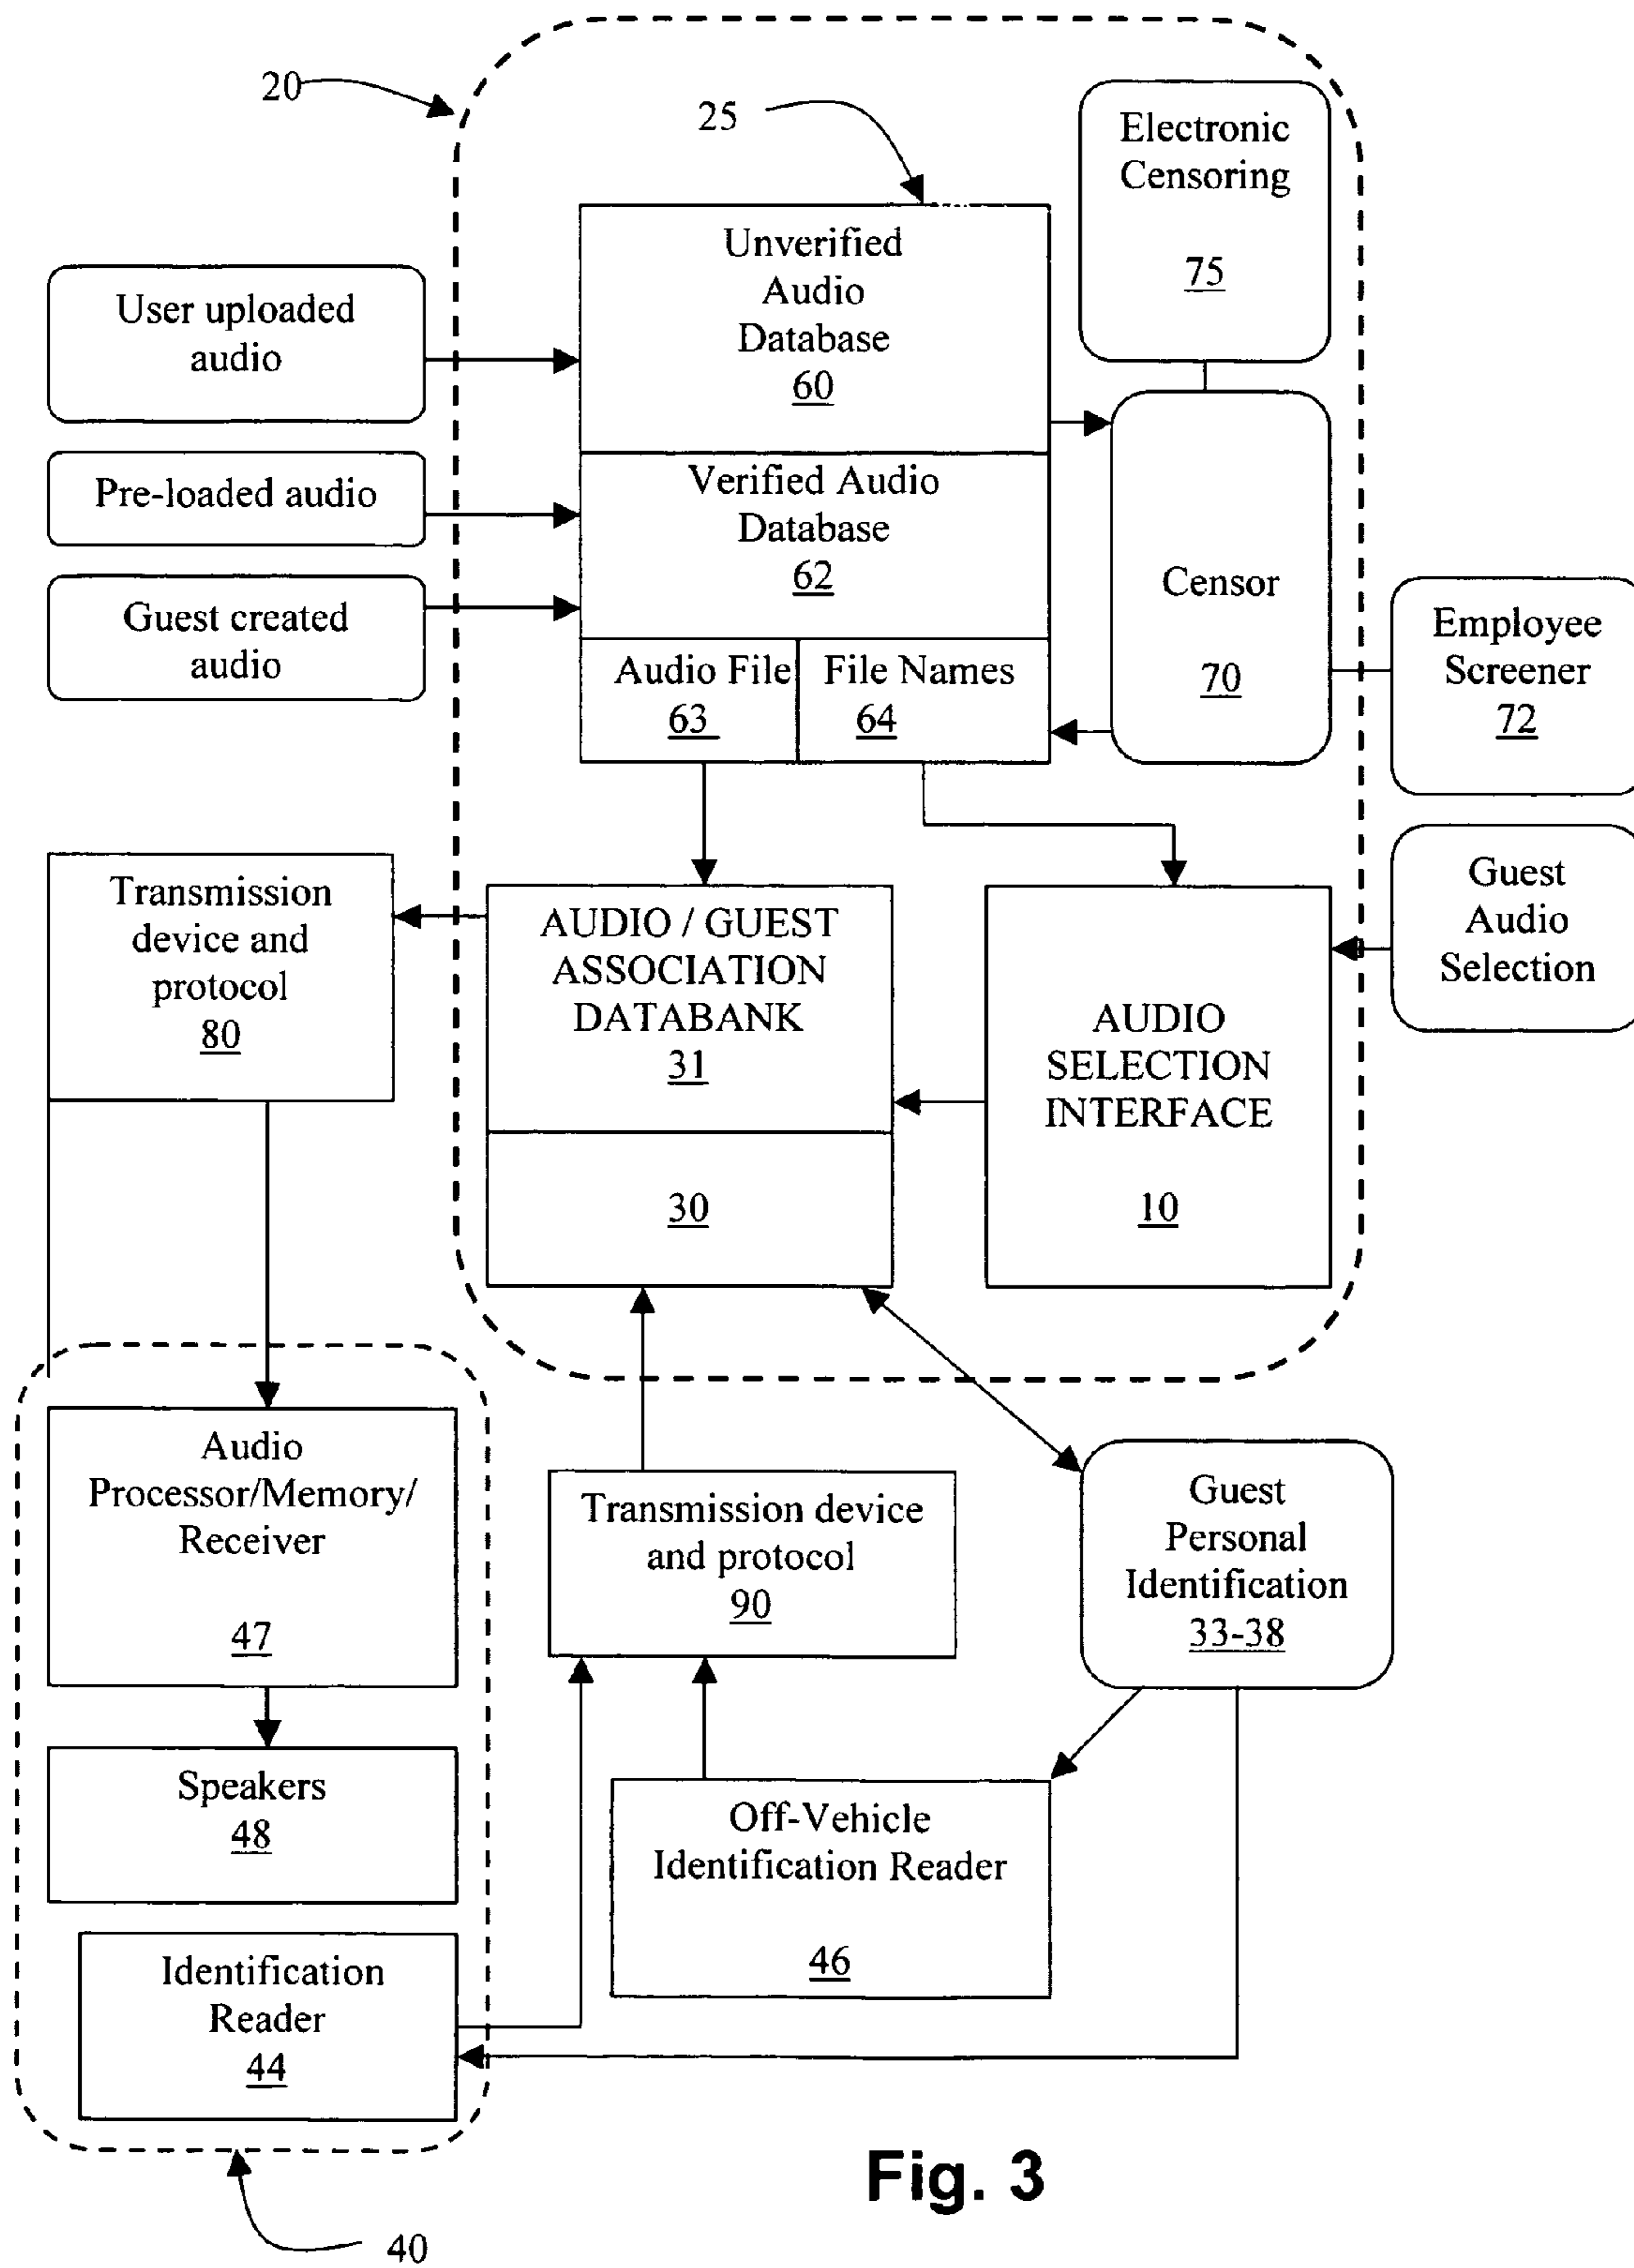 20
25
Electronic
Censoring
75
Unverified
Audio
Database
60
User uploaded
audio
Pre-loaded audio
Verified Audio
Database
62
Guest created
audio
Audio File
63
File Names
64
Censor
70
Employee
Screener
72
Transmission
device and
protocol
80
AUDIO / GUEST
ASSOCIATION
DATABANK
31
30
AUDIO
SELECTION
INTERFACE
10
Guest
Audio
Selection
Audio
Processor/Memory/
Receiver
47
Transmission device
and protocol
90
Guest
Personal
Identification
33-38
Speakers
48
Off-Vehicle
Identification Reader
46
Identification
Reader
44
40
Fig. 3